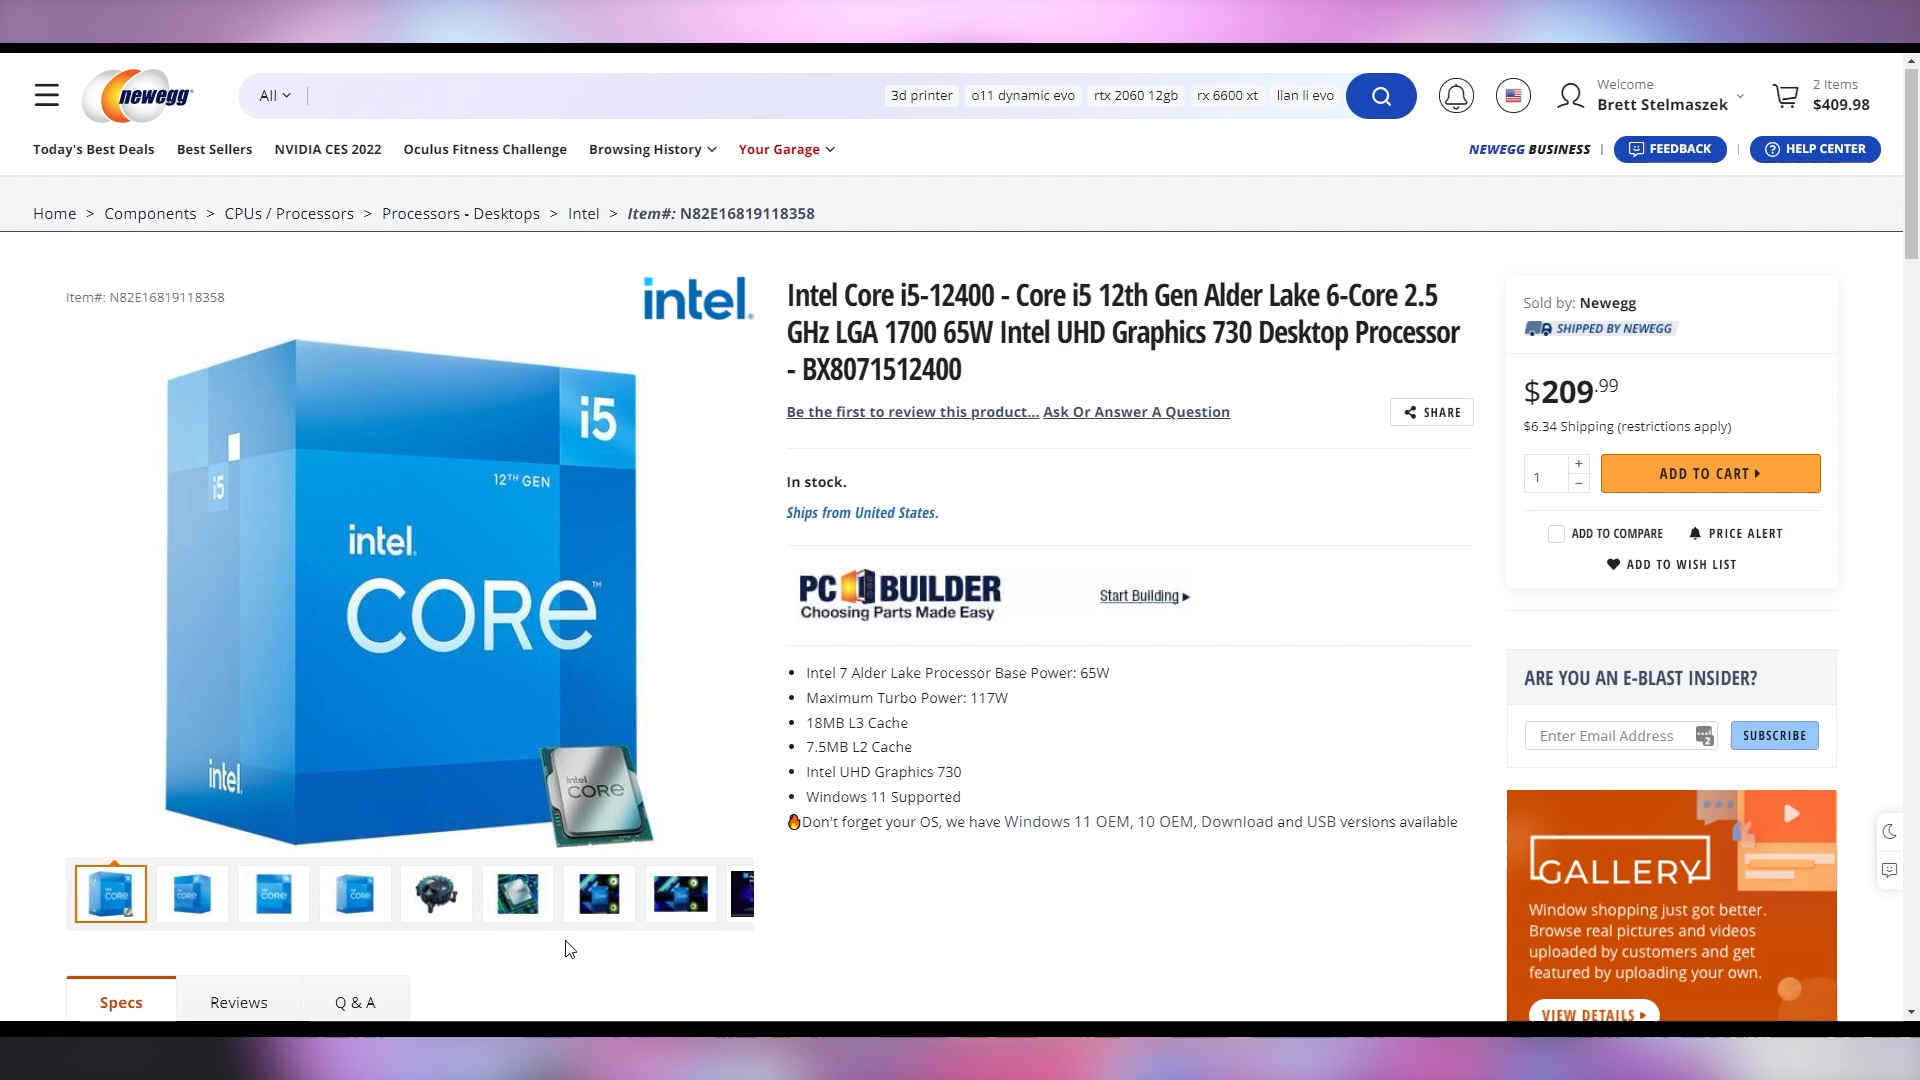 newegg
All
3d printer
o11 dynamic evo
rtx 2060 12gb
rx 6600 xt
lian li evo
Welcome
Brett Stelmaszek
2 Items
$409.98
Today's Best Deals
Best Sellers
NVIDIA CES 2022
Oculus Fitness Challenge
Browsing History
Your Garage
NEWEGG BUSINESS
FEEDBACK
HELP CENTER
Home > Components > CPUs / Processors > Processors - Desktops > Intel > Item#: N82E16819118358
Item#: N82E16819118358
intel.
i5
12TH GEN
i5
intel.
CORE™
intel.
intel
CORE
Intel Core i5-12400 - Core i5 12th Gen Alder Lake 6-Core 2.5
GHz LGA 1700 65W Intel UHD Graphics 730 Desktop Processor
- BX8071512400
Be the first to review this product... Ask Or Answer A Question
SHARE
In stock.
Ships from United States.
PC BUILDER
Choosing Parts Made Easy
Start Building
• Intel 7 Alder Lake Processor Base Power: 65W
• Maximum Turbo Power: 117W
• 18MB L3 Cache
• 7.5MB L2 Cache
• Intel UHD Graphics 730
• Windows 11 Supported
Don't forget your OS, we have Windows 11 OEM, 10 OEM, Download and USB versions available
Sold by: Newegg
SHIPPED BY NEWEGG
$209.99
$6.34 Shipping (restrictions apply)
1
+
−
ADD TO CART
ADD TO COMPARE
PRICE ALERT
ADD TO WISH LIST
ARE YOU AN E-BLAST INSIDER?
Enter Email Address
2
SUBSCRIBE
GALLERY
Window shopping just got better.
Browse real pictures and videos
uploaded by customers and get
featured by uploading your own.
VIEW DETAILS
CORE
CORE
CORE
CORE
Specs
Reviews
Q & A